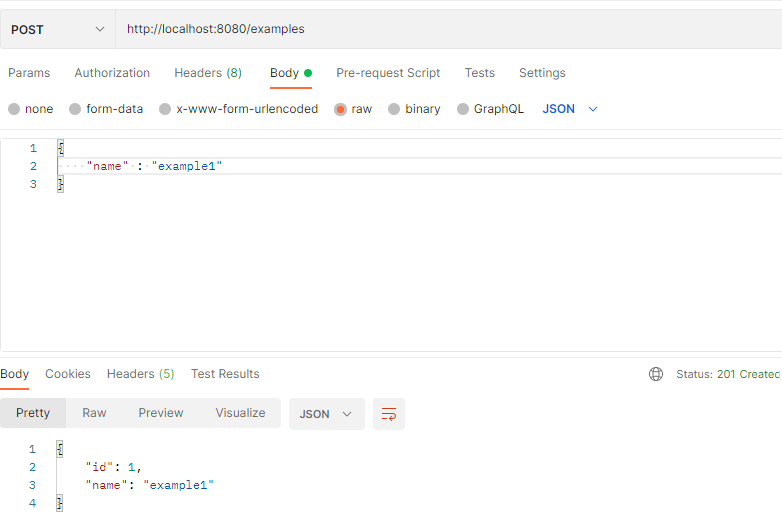 POST http://localhost:8080/examples
Params Authorization Headers (8) Body Pre-request Script Tests Settings
none form-data x-www-form-urlencoded raw binary GraphQL JSON
1 {
2 "name" : "example1"
3 }
Body Cookies Headers (5) Test Results Status: 201 Created
Pretty Raw Preview Visualize JSON
1 {
2 "id": 1,
3 "name": "example1"
4 }